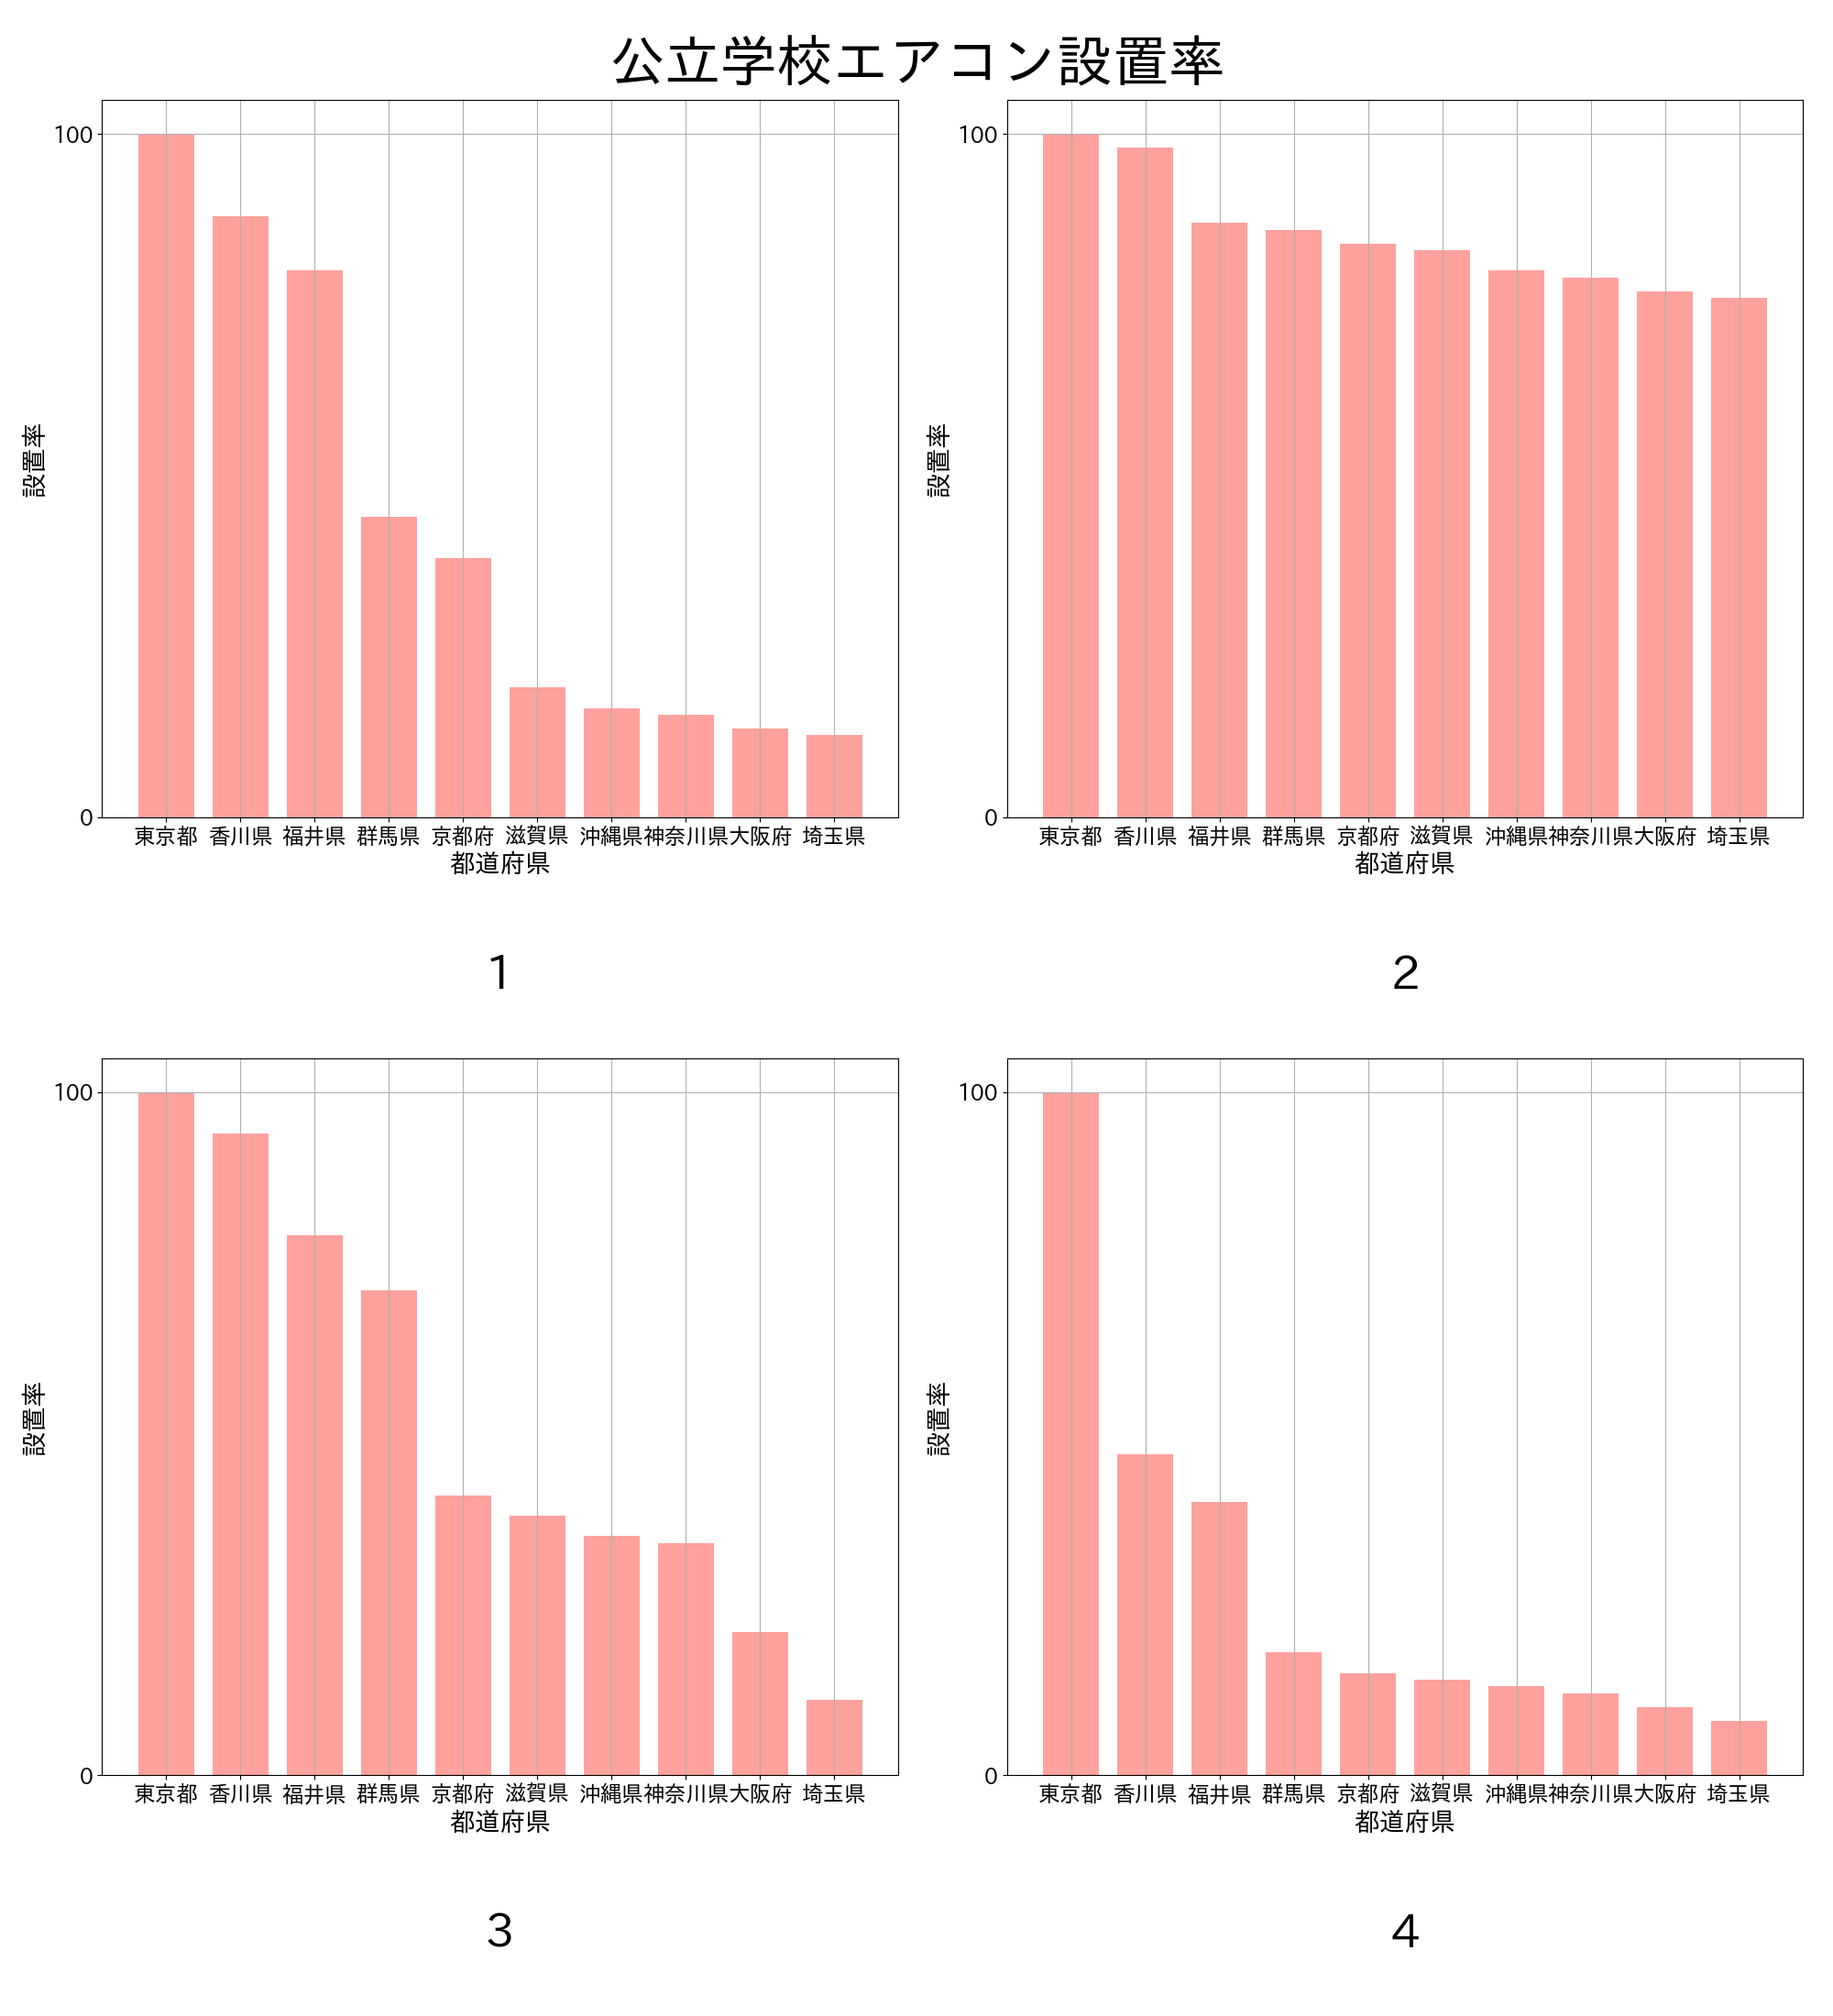 公立学校エアコン設置率
100
0
設置率
東京都 香川県 福井県 群馬県 京都府 滋賀県 沖縄県 神奈川県 大阪府 埼玉県
都道府県
1
100
0
設置率
東京都 香川県 福井県 群馬県 京都府 滋賀県 沖縄県 神奈川県 大阪府 埼玉県
都道府県
2
100
0
設置率
東京都 香川県 福井県 群馬県 京都府 滋賀県 沖縄県 神奈川県 大阪府 埼玉県
都道府県
3
100
0
設置率
東京都 香川県 福井県 群馬県 京都府 滋賀県 沖縄県 神奈川県 大阪府 埼玉県
都道府県
4